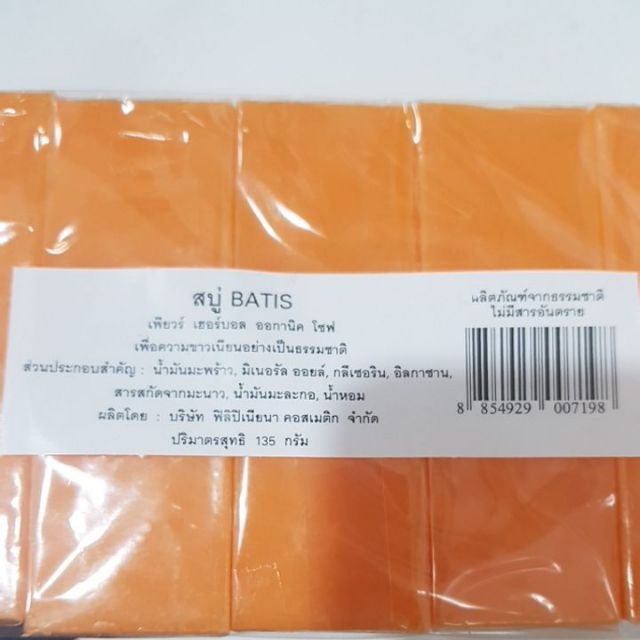 สบู่ BATIS
เพียวร์ เฮอร์บอล ออกานิค โซฟ
เพื่อความขาวเนียนอย่างเป็นธรรมชาติ
ส่วนประกอบสำคัญ : น้ำมันมะพร้าว, มิเนอรัล ออยล์, กลีเซอริน, อิลกาซาน,
สารสกัดจากมะนาว, น้ำมันมะละกอ, น้ำหอม
ผลิตโดย : บริษัท ฟิลิปิเนียนา คอสเมติก จำกัด
ปริมาตรสุทธิ 135 กรัม
ผลิตภัณฑ์จากธรรมชาติ
ไม่มีสารอันตราย
8 854929 007198